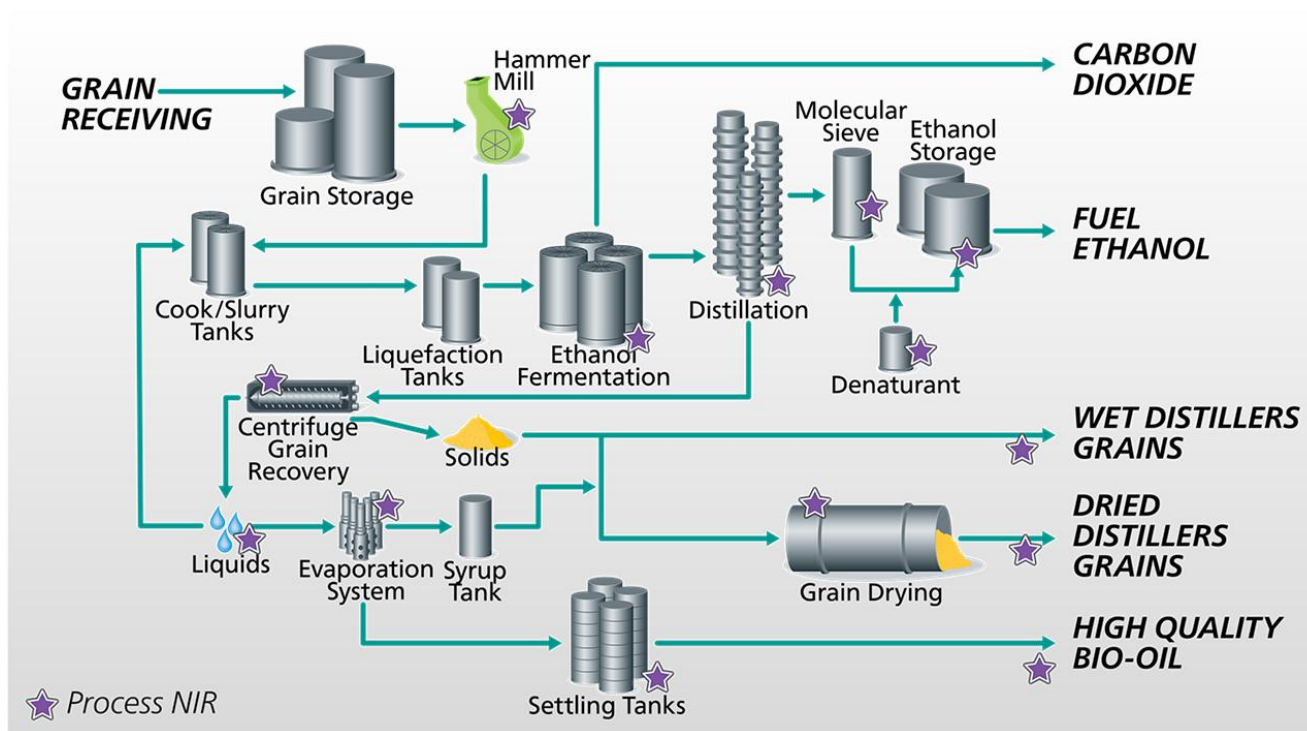 GRAIN
RECEIVING
Grain Storage
Hammer
Mill
CARBON
DIOXIDE
Molecular
Sieve
Ethanol
Storage
FUEL
ETHANOL
Cook/Slurry
Tanks
Liquefaction
Tanks
Ethanol
Fermentation
Distillation
Denaturant
Centrifuge
Grain
Recovery
Solids
WET DISTILLERS
GRAINS
Liquids
Evaporation
System
Syrup
Tank
Grain Drying
DRIED
DISTILLERS
GRAINS
Settling Tanks
HIGH QUALITY
BIO-OIL
Process NIR